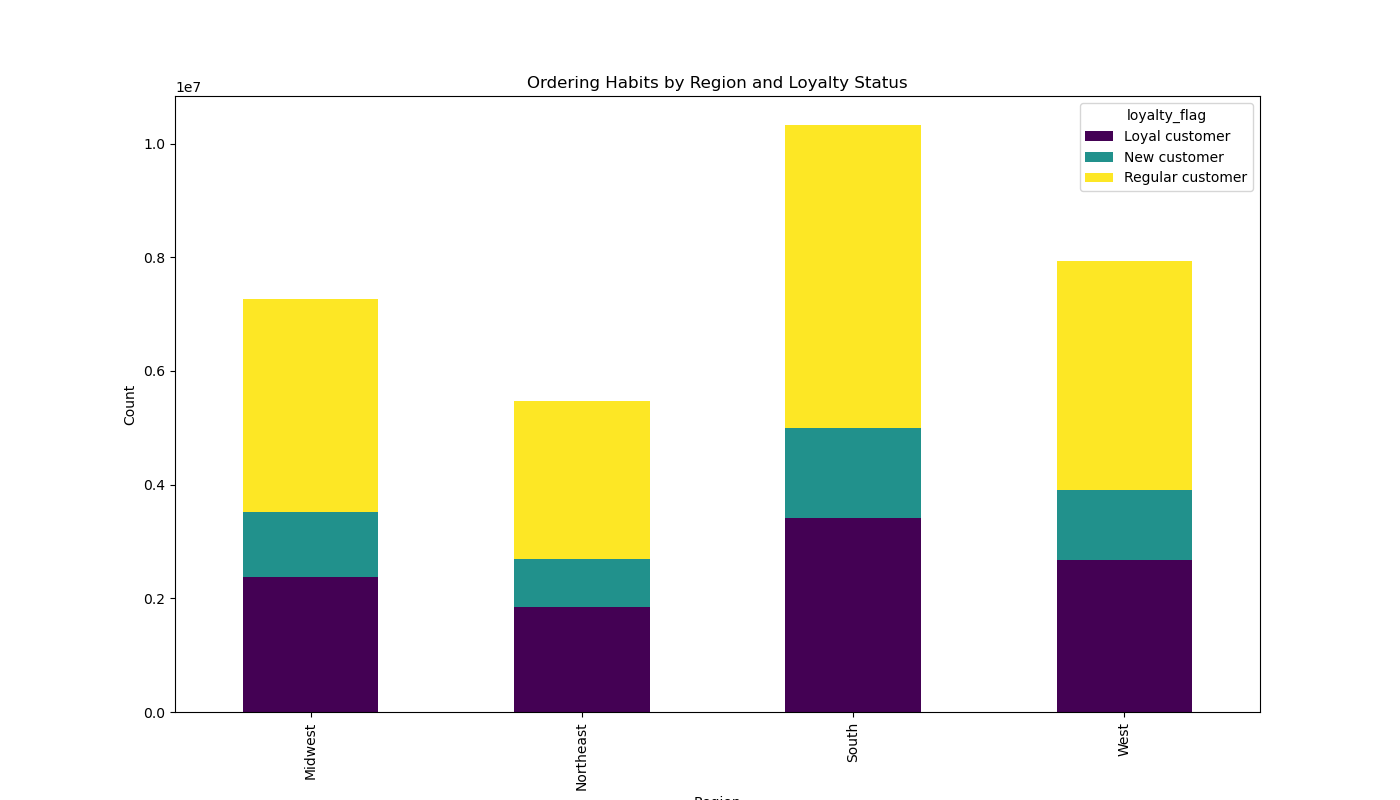 Ordering Habits by Region and Loyalty Status
1e7
loyalty_flag
Loyal customer
New customer
Regular customer
1.0
0.8
0.6
0.4
0.2
0.0
Count
Midwest
Northeast
South
West
Region